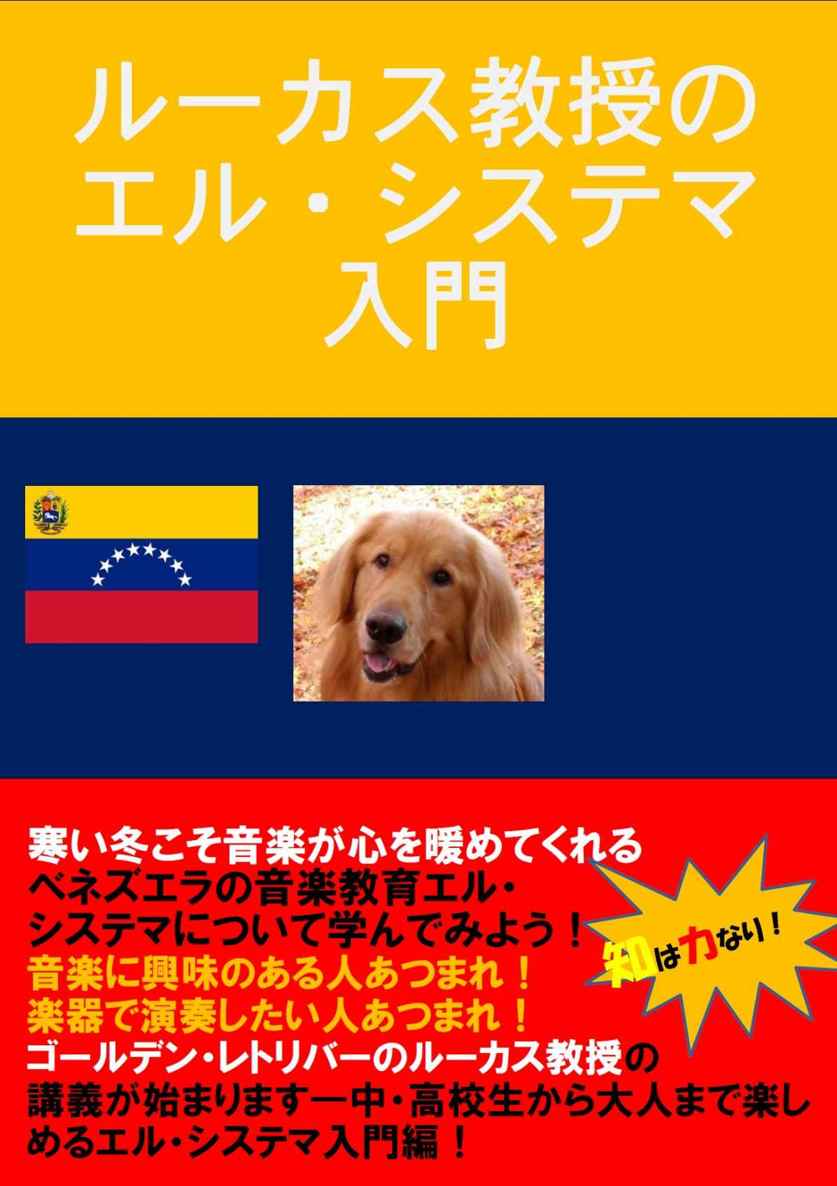 ルーカス教授の
エル・システマ
入門
寒い冬こそ音楽が心を暖めてくれる
ベネズエラの音楽教育エル・
システマについて学んでみよう！
音楽に興味のある人あつまれ！
楽器で演奏したい人あつまれ！
知は力なり！
ゴールデン・レトリバーのルーカス教授の
講義が始まります―中・高校生から大人まで楽し
めるエル・システマ入門編！